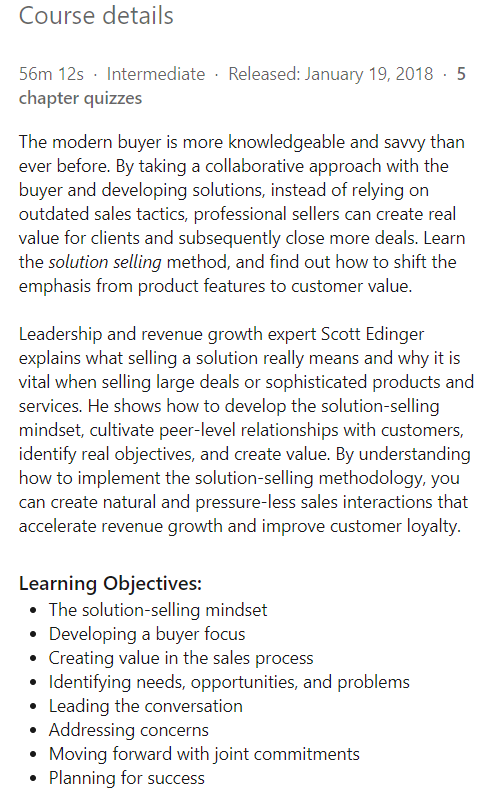 Course details
56m 12s · Intermediate · Released: January 19, 2018 · 5
chapter quizzes
The modern buyer is more knowledgeable and savvy than
ever before. By taking a collaborative approach with the
buyer and developing solutions, instead of relying on
outdated sales tactics, professional sellers can create real
value for clients and subsequently close more deals. Learn
the solution selling method, and find out how to shift the
emphasis from product features to customer value.
Leadership and revenue growth expert Scott Edinger
explains what selling a solution really means and why it is
vital when selling large deals or sophisticated products and
services. He shows how to develop the solution-selling
mindset, cultivate peer-level relationships with customers,
identify real objectives, and create value. By understanding
how to implement the solution-selling methodology, you
can create natural and pressure-less sales interactions that
accelerate revenue growth and improve customer loyalty.
Learning Objectives:
• The solution-selling mindset
• Developing a buyer focus
• Creating value in the sales process
• Identifying needs, opportunities, and problems
• Leading the conversation
• Addressing concerns
• Moving forward with joint commitments
• Planning for success